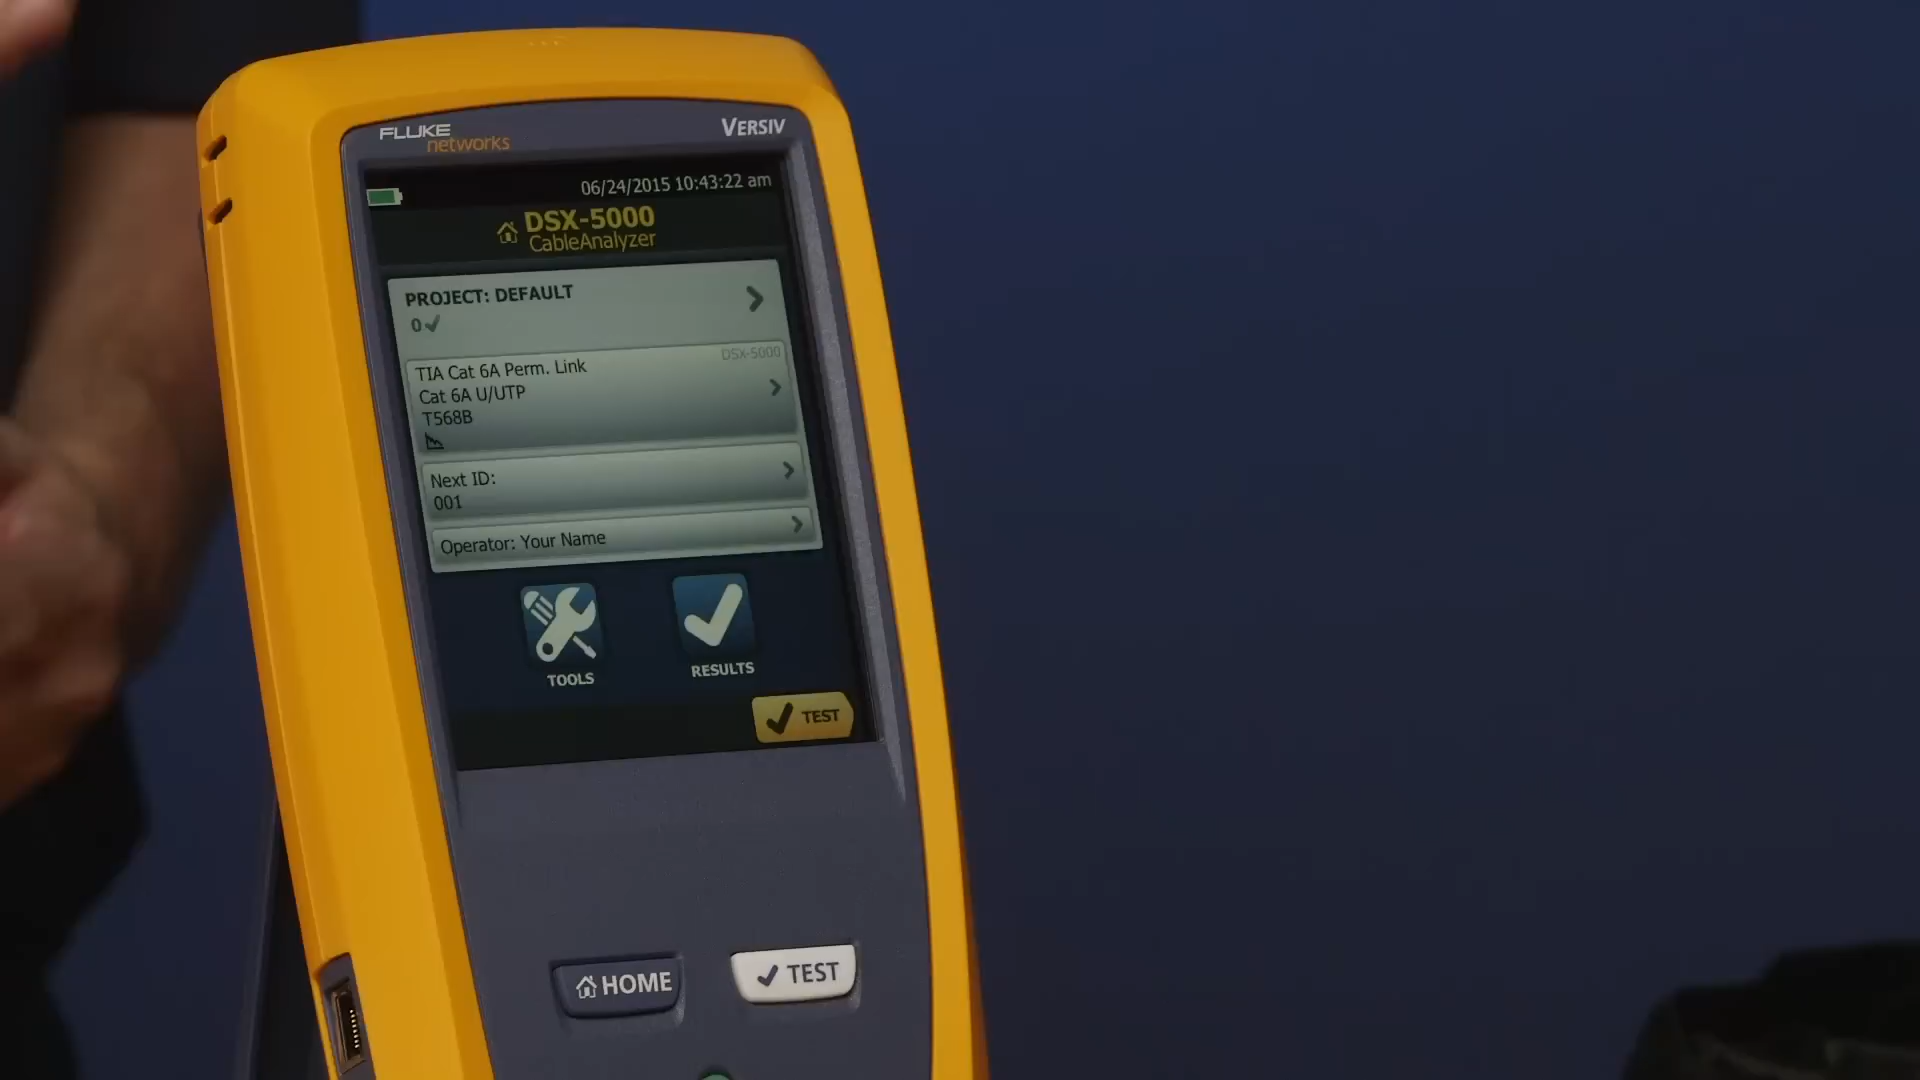 FLUKE networks
VERSIV
06/24/2015 10:43:22 am
DSX-5000
CableAnalyzer
PROJECT: DEFAULT
0
DSX-5000
TIA Cat 6A Perm. Link
Cat 6A U/UTP
T568B
Next ID:
001
Operator: Your Name
TOOLS
RESULTS
TEST
HOME
TEST